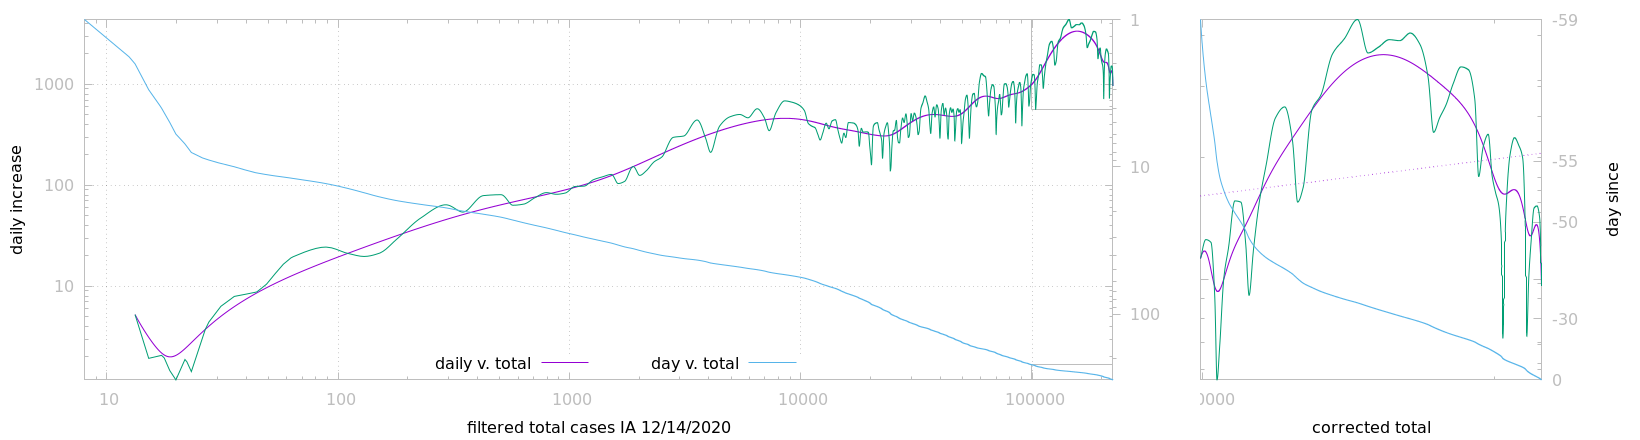 1000
100
10
daily increase
1
10
100
daily v. total
day v. total
10
100
1000
10000
100000
filtered total cases IA 12/14/2020
-59
-55
-50
-30
0
day since
0000
corrected total